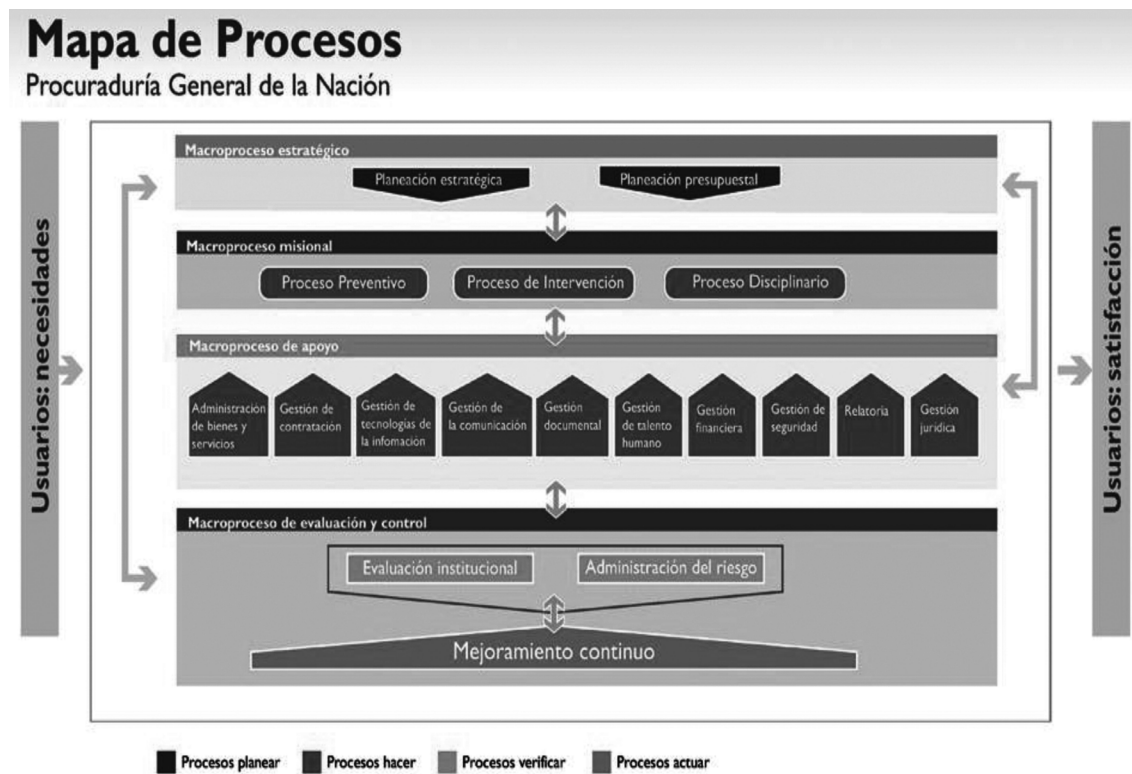 Mapa de Procesos
Procuraduría General de la Nación
Usuarios: necesidades
Macroproceso estratégico
Planeación estratégica
Planeación presupuestal
Macroproceso misional
Proceso Preventivo
Proceso de Intervención
Proceso Disciplinario
Macroproceso de apoyo
Administración
de bienes y
servicios
Gestión de
contratación
Gestión de
tecnologías de
la infomación
Gestión de
la comunicación
Gestión
documental
Gestión
de talento
humano
Gestión
financiera
Gestión de
seguridad
Relatoría
Gestión
jurídica
Macroproceso de evaluación y control
Evaluación institucional
Administración del riesgo
Mejoramiento continuo
Usuarios: satisfacción
Procesos planear
Procesos hacer
Procesos verificar
Procesos actuar